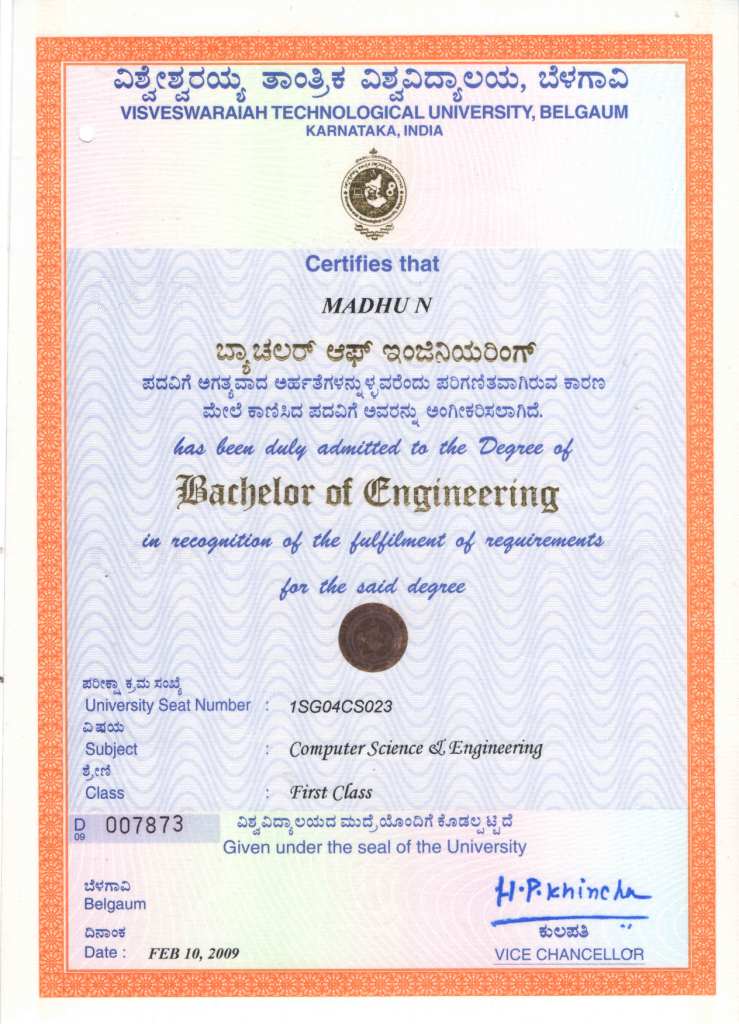 ವಿಶ್ವೇಶ್ವರಯ್ಯ ತಾಂತ್ರಿಕ ವಿಶ್ವವಿದ್ಯಾಲಯ, ಬೆಳಗಾವಿ
VISVESWARAIAH TECHNOLOGICAL UNIVERSITY, BELGAUM
KARNATAKA, INDIA
Certifies that
MADHU N
ಬ್ಯಾಚಲರ್ ಆಫ್ ಇಂಜಿನಿಯರಿಂಗ್
ಪದವಿಗೆ ಅಗತ್ಯವಾದ ಅರ್ಹತೆಗಳನ್ನುಳ್ಳವರೆಂದು ಪರಿಗಣಿತವಾಗಿರುವ ಕಾರಣ
ಮೇಲೆ ಕಾಣಿಸಿದ ಪದವಿಗೆ ಅವರನ್ನು ಅಂಗೀಕರಿಸಲಾಗಿದೆ.
has been duly admitted to the Degree of
Bachelor of Engineering
in recognition of the fulfilment of requirements
for the said degree
ಪರೀಕ್ಷಾ ಕ್ರಮ ಸಂಖ್ಯೆ
University Seat Number : 1SG04CS023
ವಿಷಯ
Subject : Computer Science & Engineering
ಶ್ರೇಣಿ
Class : First Class
D 09 007873 ವಿಶ್ವವಿದ್ಯಾಲಯದ ಮುದ್ರೆಯೊಂದಿಗೆ ಕೊಡಲ್ಪಟ್ಟಿದೆ
Given under the seal of the University
ಬೆಳಗಾವಿ
Belgaum
H.P.Khincha
ದಿನಾಂಕ ಕುಲಪತಿ
Date : FEB 10, 2009 VICE CHANCELLOR